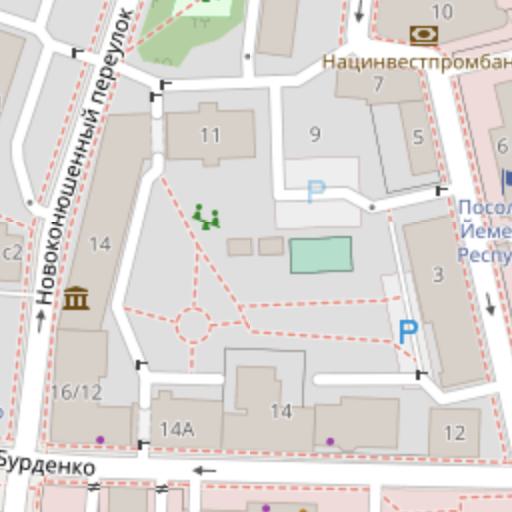 10
Нацинвестпромбан
7
11
9
5
6
P
Новоконюшенный переулок
Посол
Йеме
Респу
с2
14
3
P
16/12
14А
14
12
Бурденко